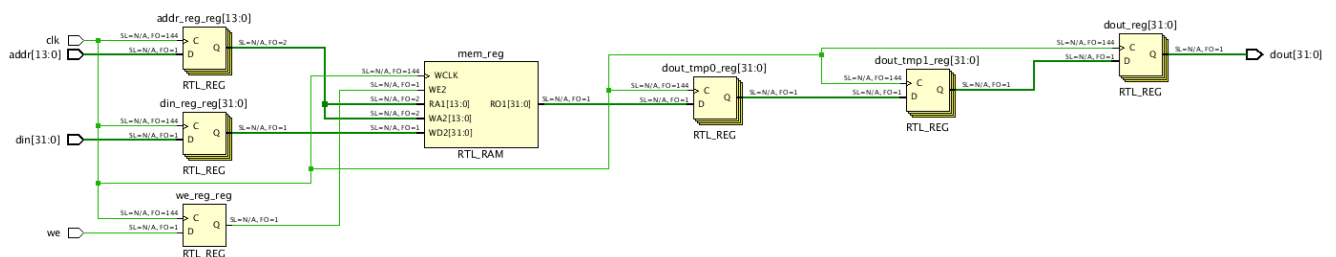 addr_reg_reg[13:0]
clk
SL=N/A, FO=144
C
addr[13:0]
SL=N/A, FO=1
D
Q
SL=N/A, FO=2
RTL_REG
din_reg_reg[31:0]
SL=N/A, FO=144
C
din[31:0]
SL=N/A, FO=1
D
Q
SL=N/A, FO=1
RTL_REG
we_reg_reg
SL=N/A, FO=144
C
we
SL=N/A, FO=1
D
Q
SL=N/A, FO=1
RTL_REG
mem_reg
SL=N/A, FO=144
WCLK
SL=N/A, FO=1
WE2
SL=N/A, FO=2
RA1[13:0]
SL=N/A, FO=2
WA2[13:0]
SL=N/A, FO=1
WD2[31:0]
RO1[31:0]
SL=N/A, FO=1
RTL_RAM
dout_tmp0_reg[31:0]
SL=N/A, FO=144
C
SL=N/A, FO=1
D
Q
SL=N/A, FO=1
RTL_REG
dout_tmp1_reg[31:0]
SL=N/A, FO=144
C
SL=N/A, FO=1
D
Q
SL=N/A, FO=1
RTL_REG
dout_reg[31:0]
SL=N/A, FO=144
C
SL=N/A, FO=1
D
Q
SL=N/A, FO=1
dout[31:0]
RTL_REG